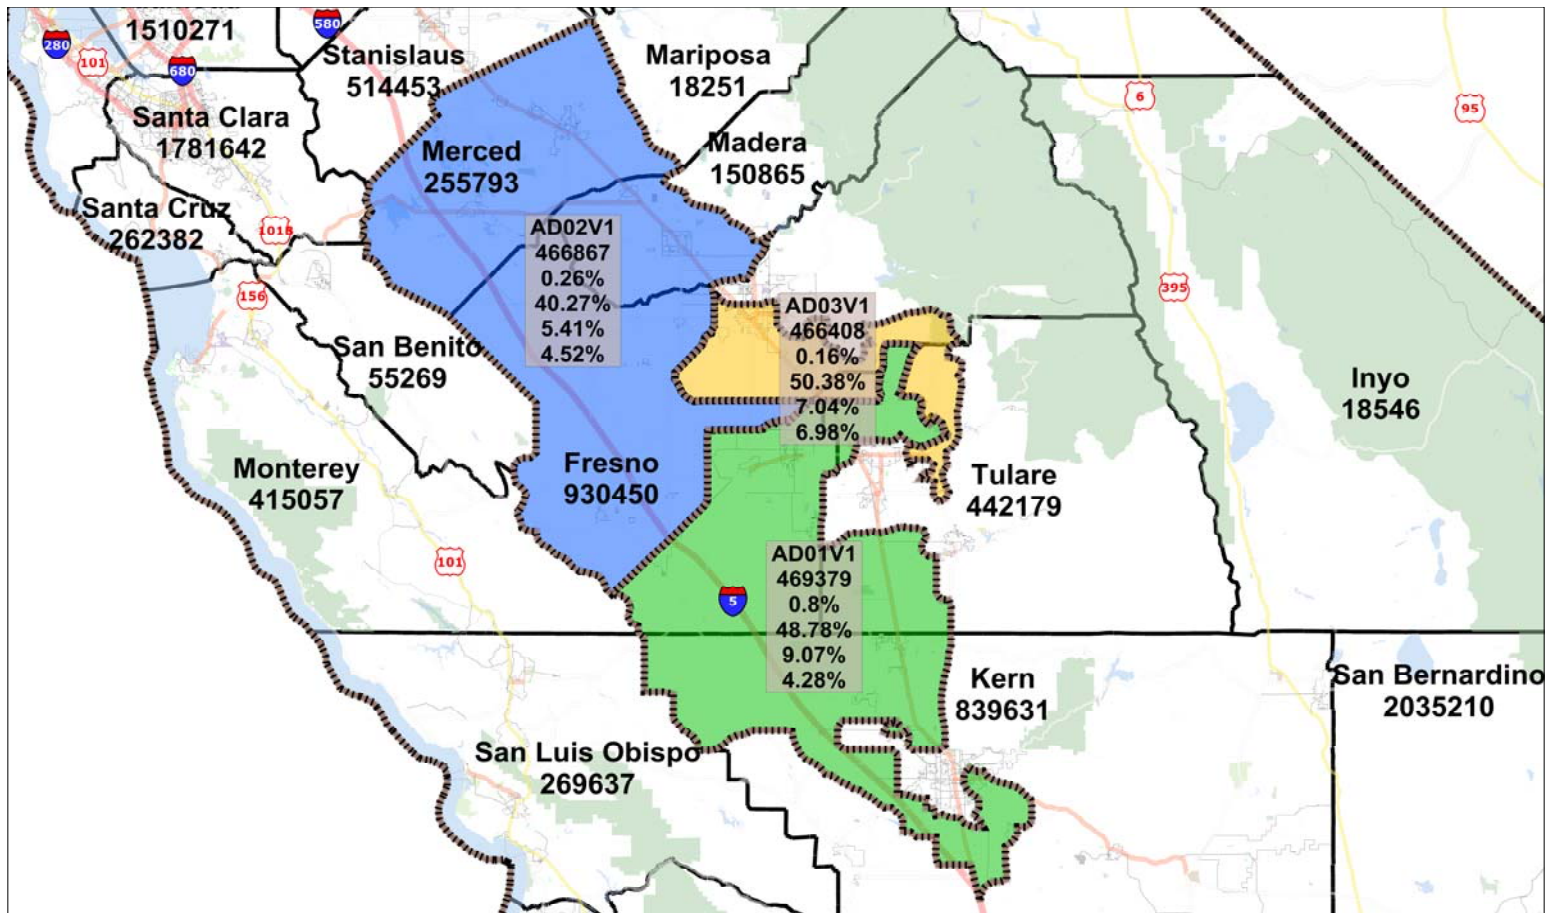 1510271
580
280
101
680
Stanislaus
514453
Mariposa
18251
6
95
Santa Clara
1781642
Merced
255793
Madera
150865
Santa Cruz
262382
101B
AD02V1
466867
0.26%
40.27%
5.41%
4.52%
156
395
AD03V1
466408
0.16%
50.38%
7.04%
6.98%
San Benito
55269
Inyo
18546
Monterey
415057
Fresno
930450
Tulare
442179
101
AD01V1
469379
0.8%
48.78%
9.07%
4.28%
5
Kern
839631
San Bernardino
2035210
San Luis Obispo
269637